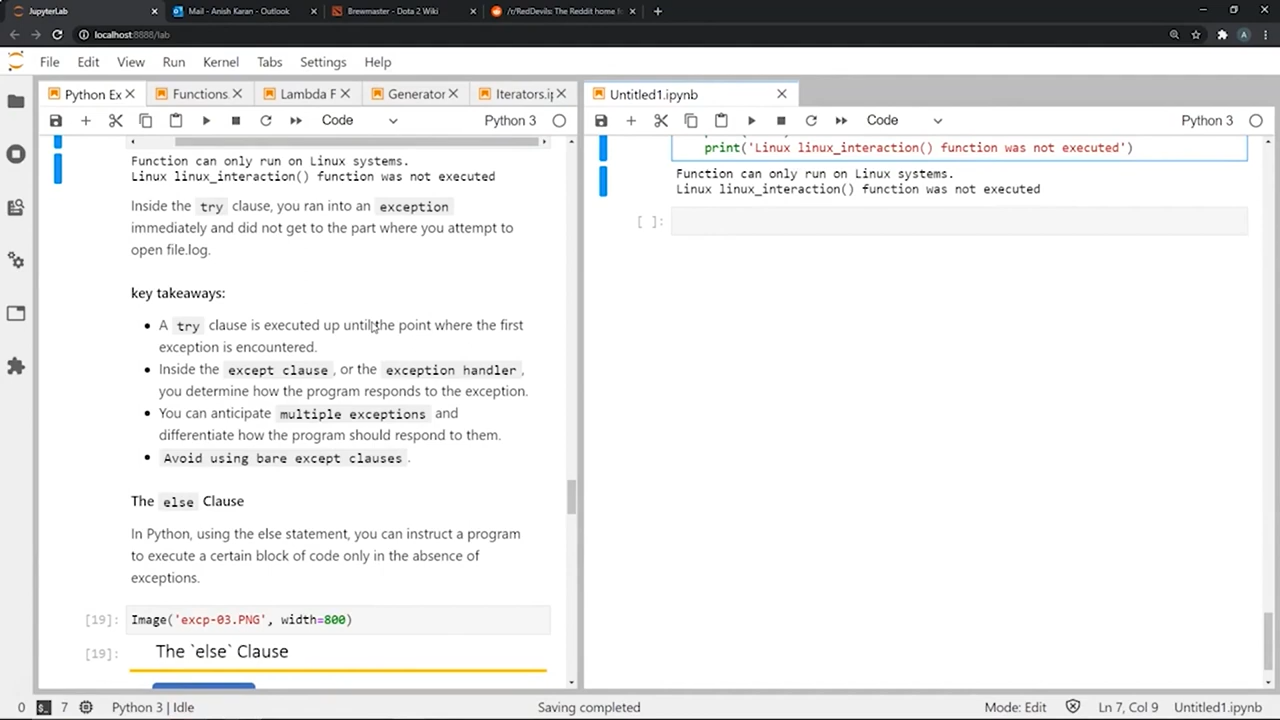 JupyterLab
Mail - Anish Karan - Outlook
Brewmaster - Dota 2 Wiki
/r/RedDevils: The Reddit home f
localhost:8888/lab
A
File Edit View Run Kernel Tabs Settings Help
Python Ex
Functions.
Lambda F
Generator
Iterators.ip
Untitled1.ipynb
Code
Python 3
Code
Python 3
Function can only run on Linux systems.
Linux linux_interaction() function was not executed
Inside the try clause, you ran into an exception
immediately and did not get to the part where you attempt to
open file.log.
key takeaways:
• A try clause is executed up until the point where the first
exception is encountered.
• Inside the except clause, or the exception handler,
you determine how the program responds to the exception.
• You can anticipate multiple exceptions and
differentiate how the program should respond to them.
• Avoid using bare except clauses.
The else Clause
In Python, using the else statement, you can instruct a program
to execute a certain block of code only in the absence of
exceptions.
[19]: Image('excp-03.PNG', width=800)
[19]: The `else` Clause
print('Linux linux_interaction() function was not executed')
Function can only run on Linux systems.
Linux linux_interaction() function was not executed
[ ]:
0 7 Python 3 | Idle Saving completed Mode: Edit Ln 7, Col 9 Untitled1.ipynb